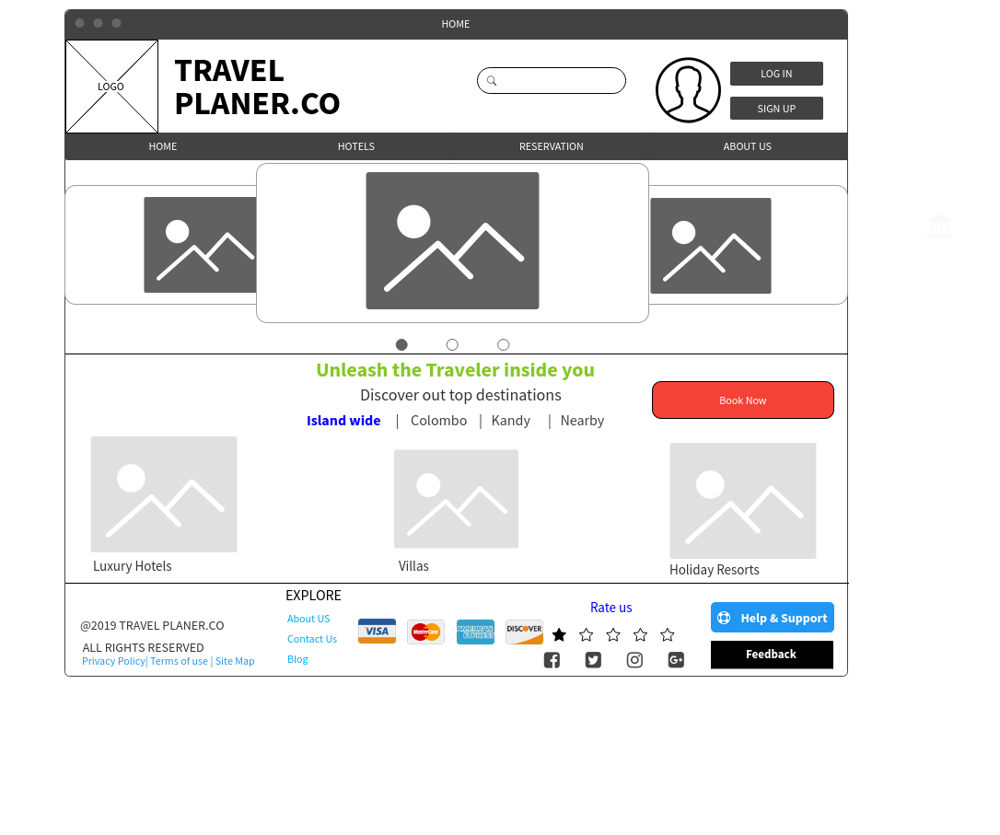 HOME
LOGO
TRAVEL
PLANER.CO
LOG IN
SIGN UP
HOME HOTELS RESERVATION ABOUT US
Unleash the Traveler inside you
Discover out top destinations
Book Now
Island wide | Colombo | Kandy | Nearby
Luxury Hotels
Villas
Holiday Resorts
EXPLORE
About US
Contact Us
Blog
@2019 TRAVEL PLANER.CO
ALL RIGHTS RESERVED
Privacy Policy| Terms of use | Site Map
VISA
MasterCard
AMERICAN
EXPRESS
DISCOVER
Rate us
Help & Support
Feedback